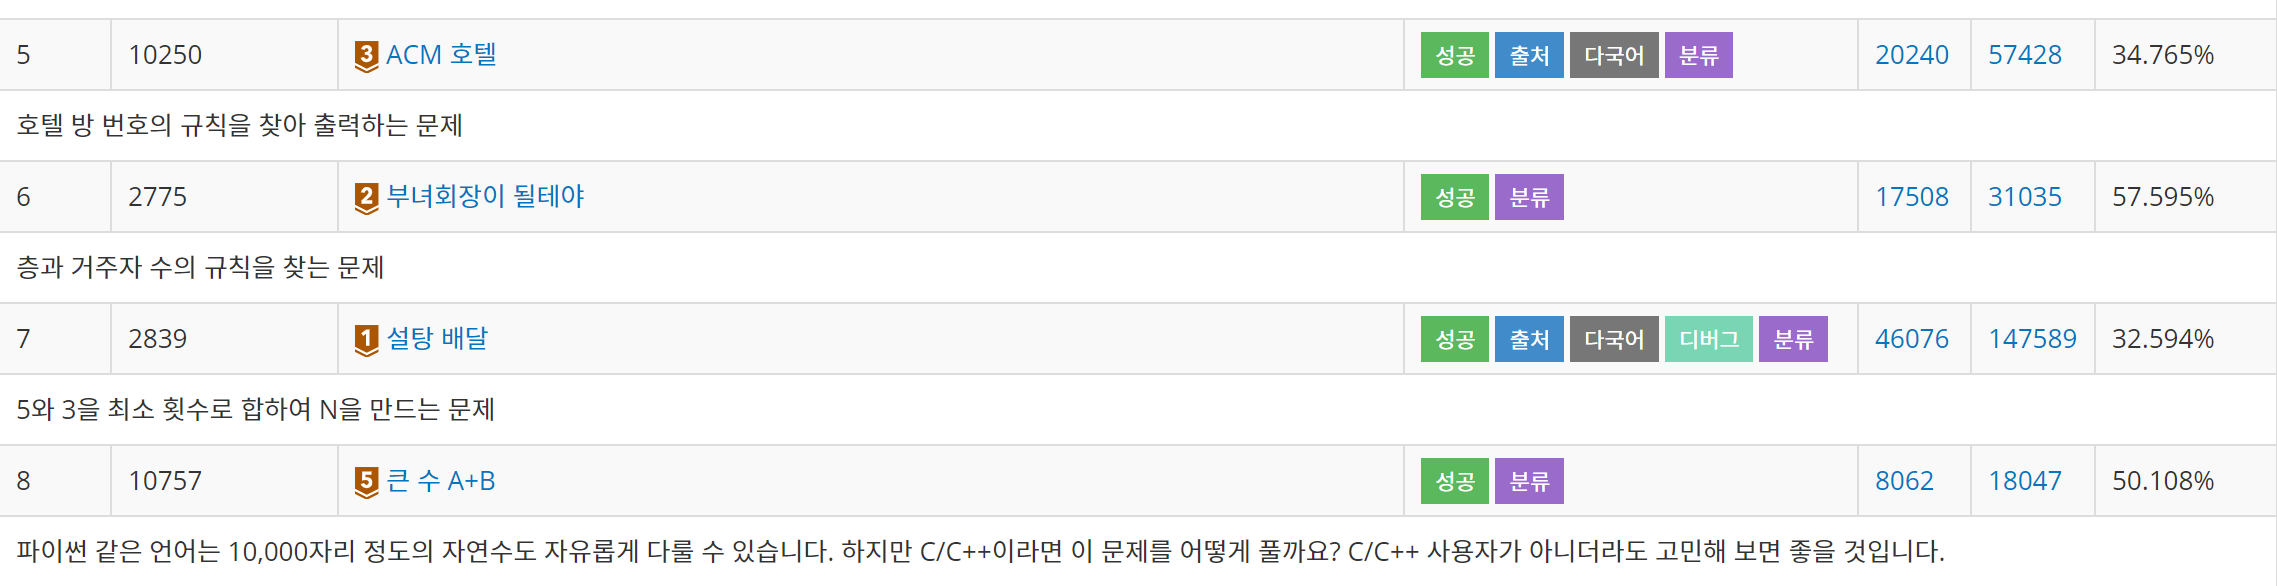 5 10250 3 ACM 호텔 성공 출처 다국어 분류 20240 57428 34.765%
호텔 방 번호의 규칙을 찾아 출력하는 문제
6 2775 2 부녀회장이 될테야 성공 분류 17508 31035 57.595%
층과 거주자 수의 규칙을 찾는 문제
7 2839 1 설탕 배달 성공 출처 다국어 디버그 분류 46076 147589 32.594%
5와 3을 최소 횟수로 합하여 N을 만드는 문제
8 10757 5 큰 수 A+B 성공 분류 8062 18047 50.108%
파이썬 같은 언어는 10,000자리 정도의 자연수도 자유롭게 다룰 수 있습니다. 하지만 C/C++이라면 이 문제를 어떻게 풀까요? C/C++ 사용자가 아니더라도 고민해 보면 좋을 것입니다.